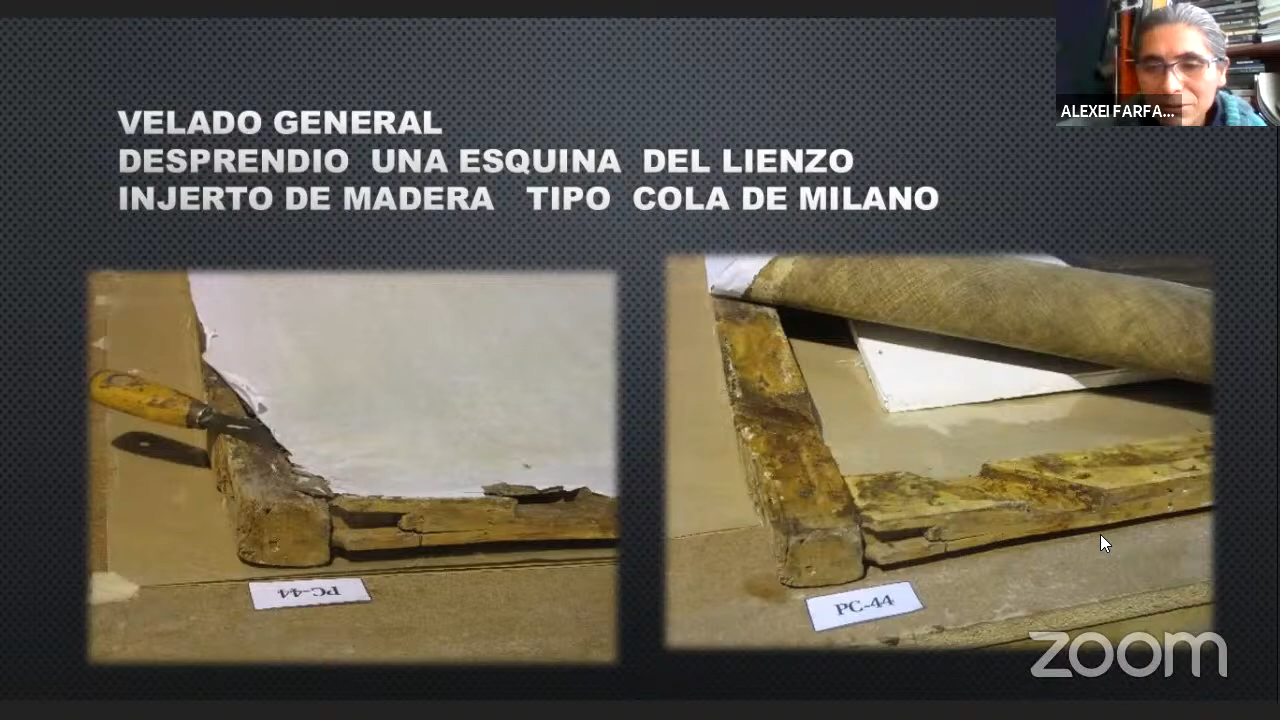 ALEXEI FARFA...
VELADO GENERAL
DESPRENDIO UNA ESQUINA DEL LIENZO
INJERTO DE MADERA TIPO COLA DE MILANO
PC-44
PC-44
zoom